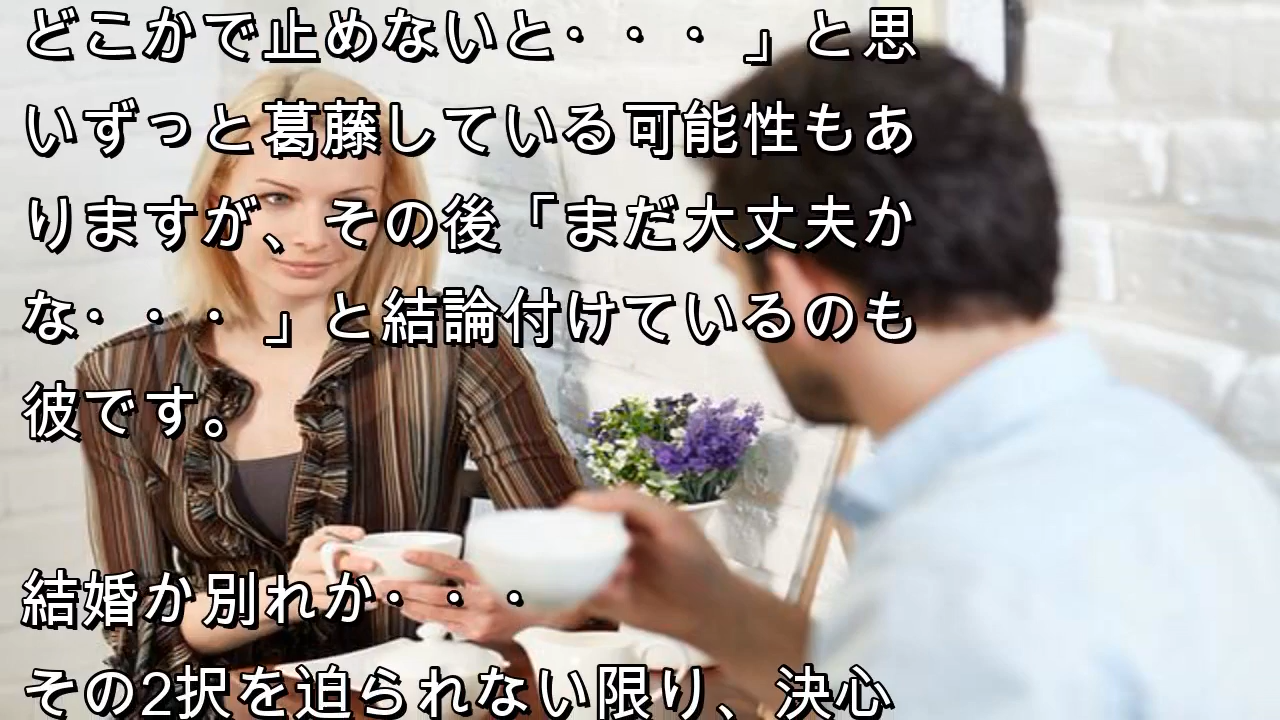 どこかで止めないと・・・」と思
いずっと葛藤している可能性もあ
りますが、その後「まだ大丈夫か
な・・・」と結論付けているのも
彼です。
結婚か別れか・・・
その2択を迫られない限り、決心